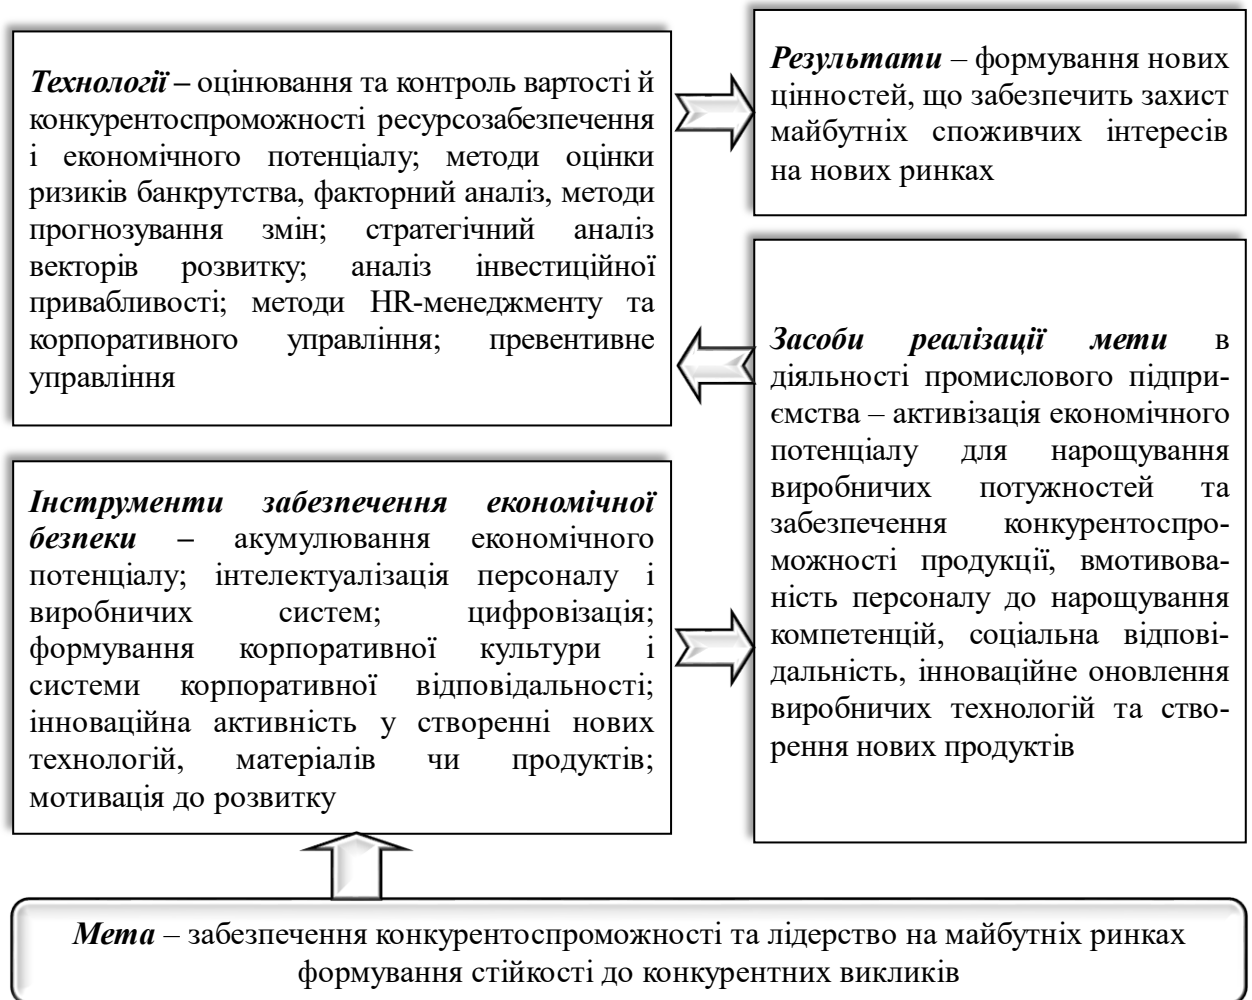 Технології – оцінювання та контроль вартості й
конкурентоспроможності ресурсозабезпечення
і економічного потенціалу; методи оцінки
ризиків банкрутства, факторний аналіз, методи
прогнозування змін; стратегічний аналіз
векторів розвитку; аналіз інвестиційної
привабливості; методи HR-менеджменту та
корпоративного управління; превентивне
управління
Результати – формування нових
цінностей, що забезпечить захист
майбутніх споживчих інтересів
на нових ринках
Інструменти забезпечення економічної
безпеки – акумулювання економічного
потенціалу; інтелектуалізація персоналу і
виробничих систем; цифровізація;
формування корпоративної культури і
системи корпоративної відповідальності;
інноваційна активність у створенні нових
технологій, матеріалів чи продуктів;
мотивація до розвитку
Засоби реалізації мети в
діяльності промислового підпри-
ємства – активізація економічного
потенціалу для нарощування
виробничих потужностей та
забезпечення конкурентоспро-
можності продукції, вмотивова-
ність персоналу до нарощування
компетенцій, соціальна відпові-
дальність, інноваційне оновлення
виробничих технологій та ство-
рення нових продуктів
Мета – забезпечення конкурентоспроможності та лідерство на майбутніх ринках
формування стійкості до конкурентних викликів